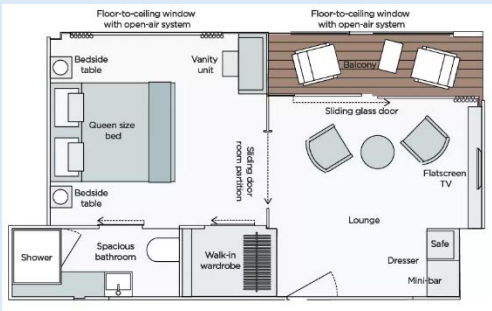 Floor-to-ceiling window
with open-air system
Floor-to-ceiling window
with open-air system
Bedside
table
Vanity
unit
Balcony
Sliding glass door
Queen size
bed
Sliding door
room partition
Flatscreen
TV
Bedside
table
Lounge
Shower
Spacious
bathroom
Walk-in
wardrobe
Safe
Dresser
Mini-bar